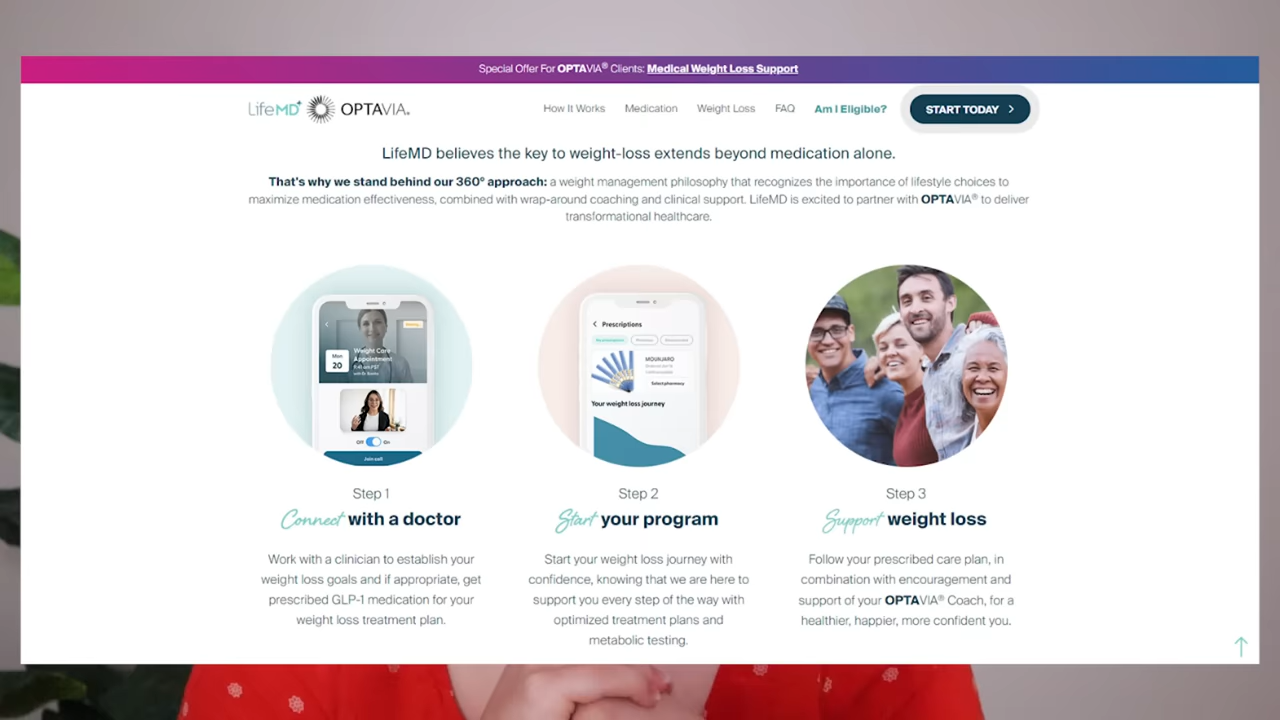 Special Offer For OPTAVIA® Clients: Medical Weight Loss Support
LifeMD OPTAVIA®
How It Works
Medication
Weight Loss
FAQ
Am I Eligible?
START TODAY
LifeMD believes the key to weight-loss extends beyond medication alone.
That's why we stand behind our 360º approach: a weight management philosophy that recognizes the importance of lifestyle choices to
maximize medication effectiveness, combined with wrap-around coaching and clinical support. LifeMD is excited to partner with OPTAVIA® to deliver
transformational healthcare.
Mon
20
Weight Care
Appointment
Off On
Join call
Prescriptions
MOUNJARO
Select pharmacy
Your weight loss journey
Step 1
Connect with a doctor
Work with a clinician to establish your
weight loss goals and if appropriate, get
prescribed GLP-1 medication for your
weight loss treatment plan.
Step 2
Start your program
Start your weight loss journey with
confidence, knowing that we are here to
support you every step of the way with
optimized treatment plans and
metabolic testing.
Step 3
Support weight loss
Follow your prescribed care plan, in
combination with encouragement and
support of your OPTAVIA® Coach, for a
healthier, happier, more confident you.